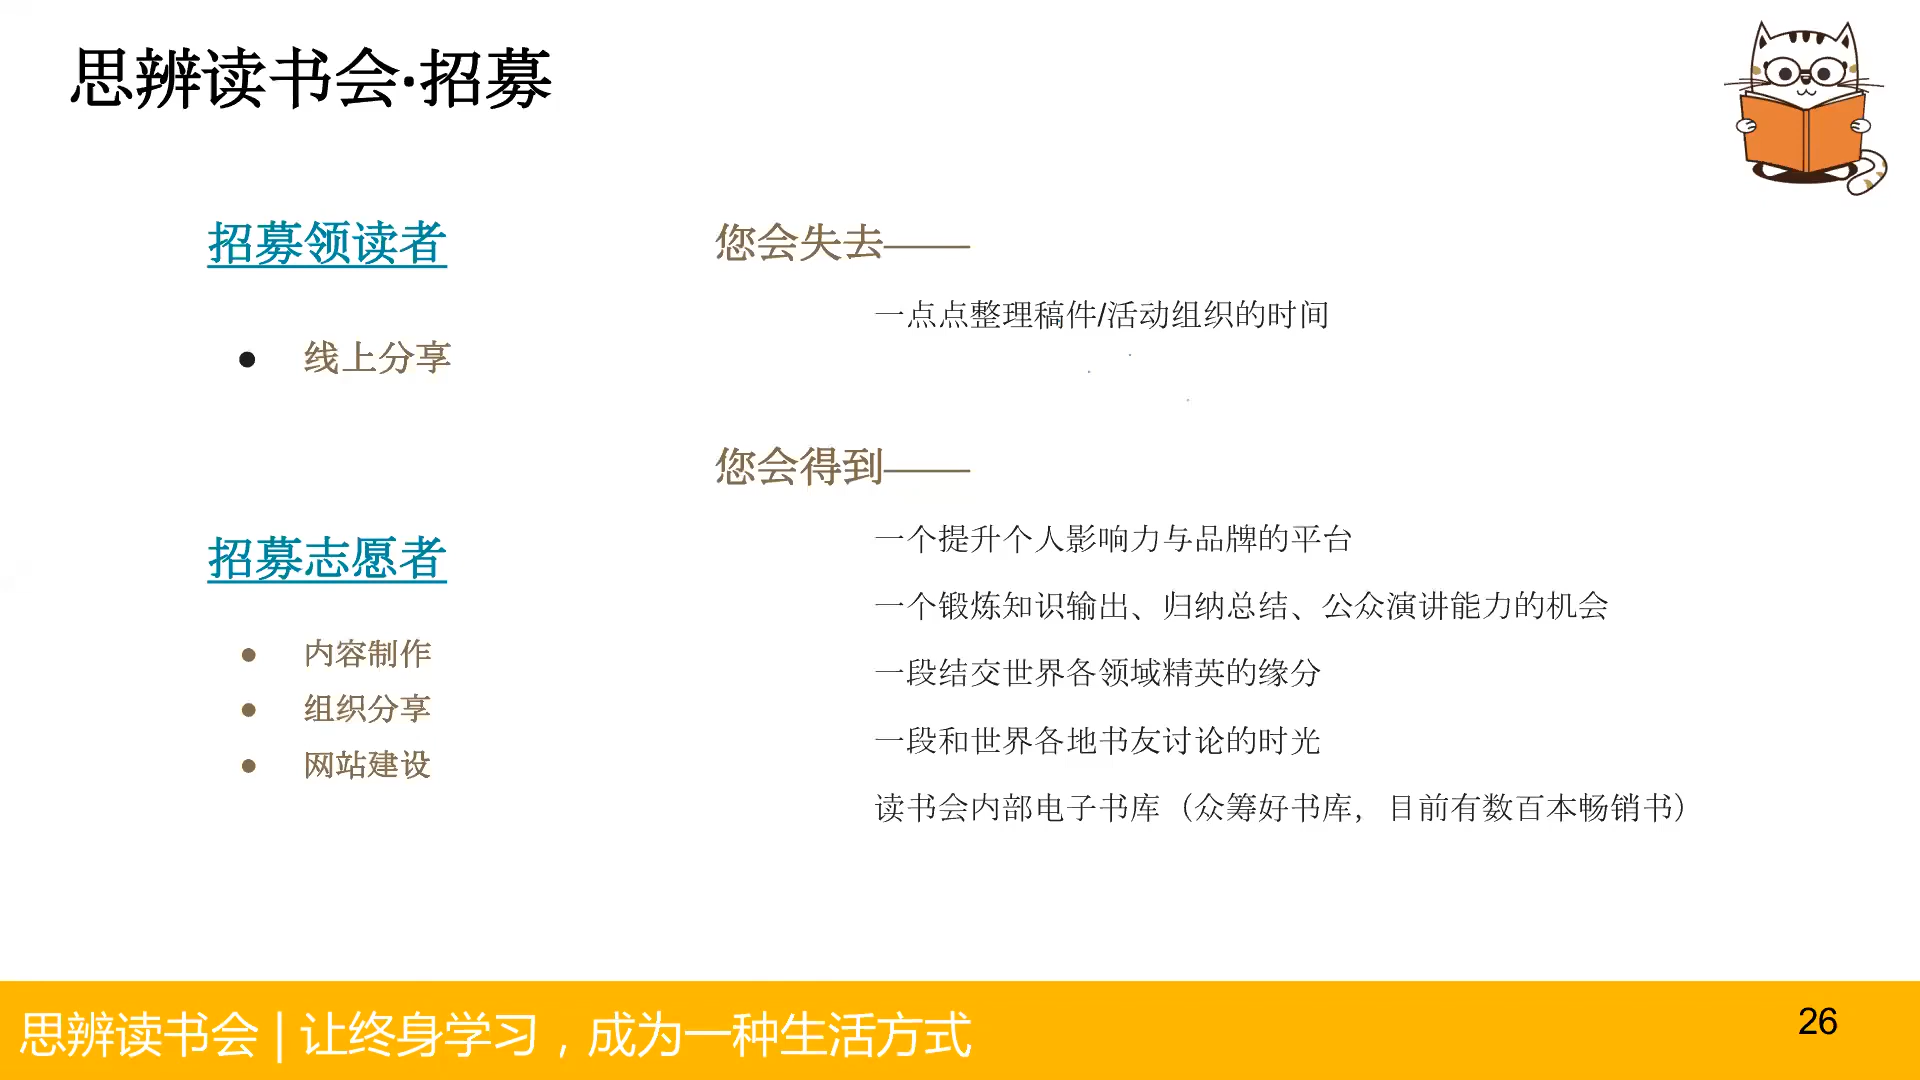 思辨读书会·招募
招募领读者
● 线上分享
招募志愿者
● 内容制作
● 组织分享
● 网站建设
您会失去——
一点点整理稿件/活动组织的时间
您会得到——
一个提升个人影响力与品牌的平台
一个锻炼知识输出、归纳总结、公众演讲能力的机会
一段结交世界各领域精英的缘分
一段和世界各地书友讨论的时光
读书会内部电子书库（众筹好书库，目前有数百本畅销书）
思辨读书会 | 让终身学习，成为一种生活方式
26